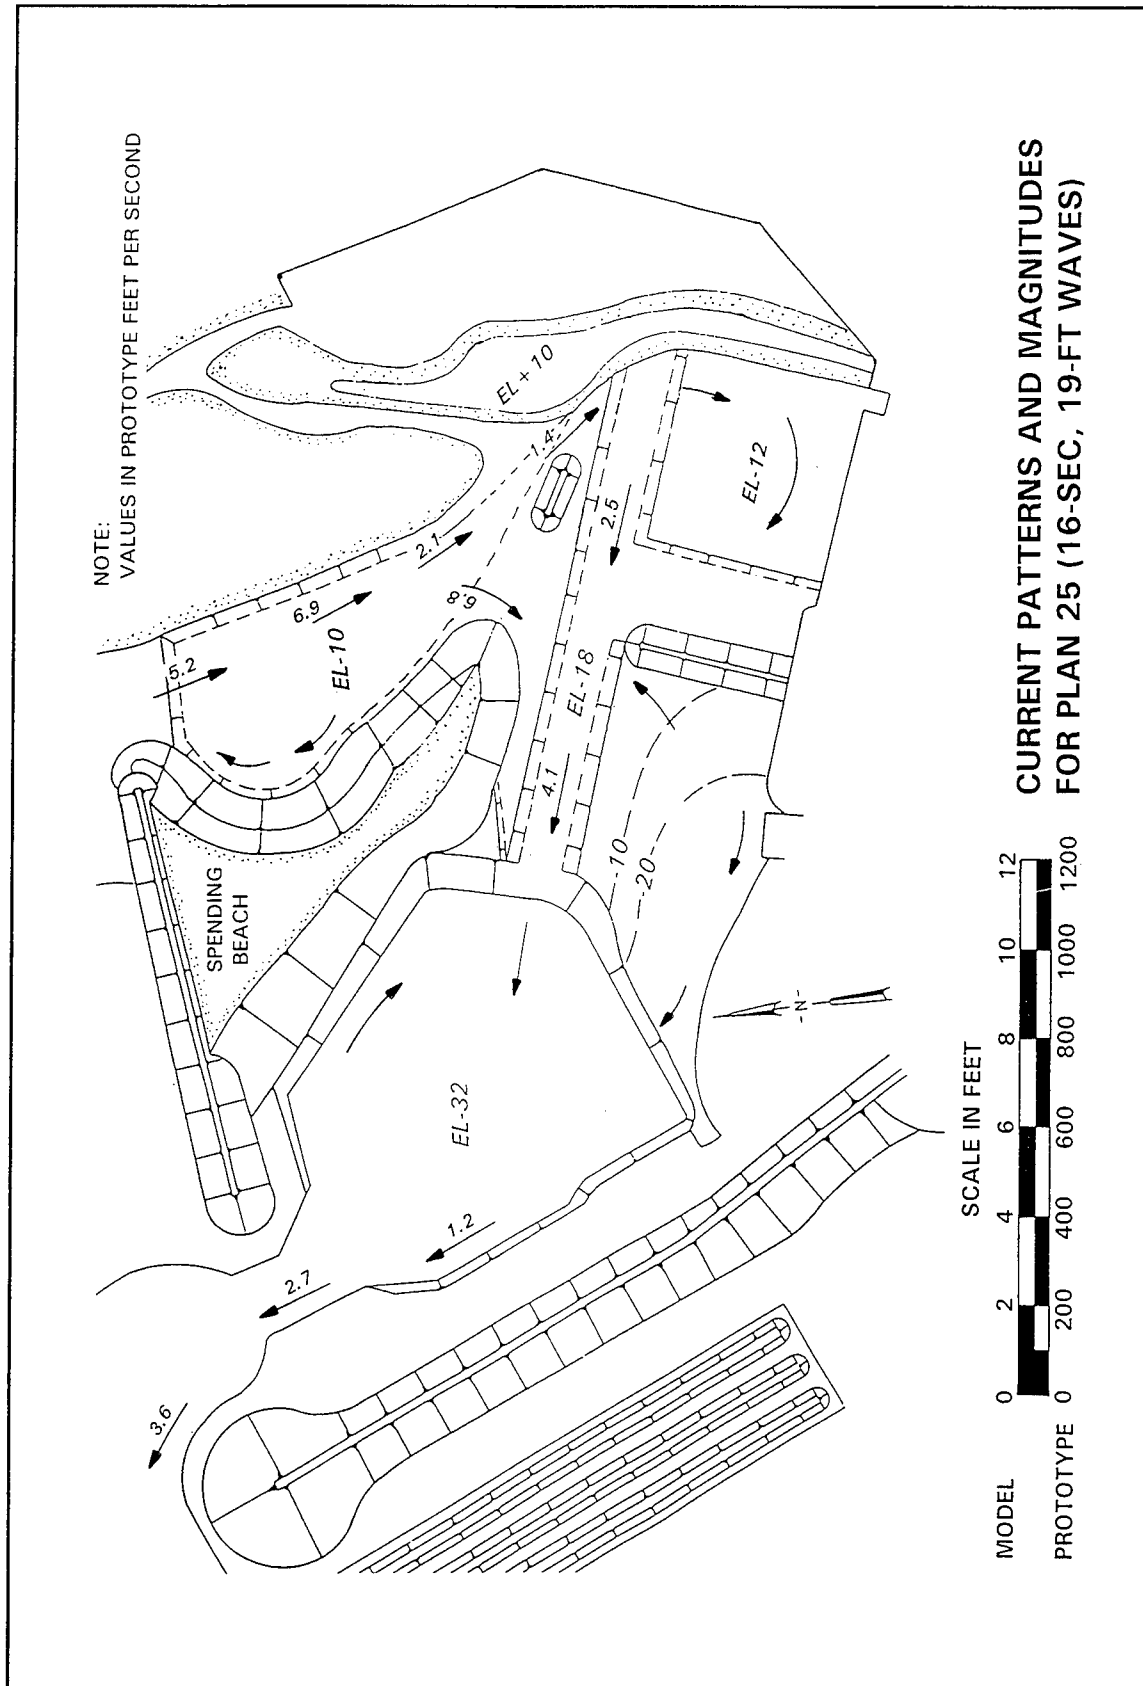 NOTE:
VALUES IN PROTOTYPE FEET PER SECOND
5.2
6.9
2.1
1.4
6.8
2.5
4.1
1.2
2.7
3.6
EL-10
EL+10
EL-12
EL-18
EL-32
-10
-20
SPENDING
BEACH
-N-
SCALE IN FEET
MODEL 0 2 4 6 8 10 12
PROTOTYPE 0 200 400 600 800 1000 1200
CURRENT PATTERNS AND MAGNITUDES
FOR PLAN 25 (16-SEC, 19-FT WAVES)